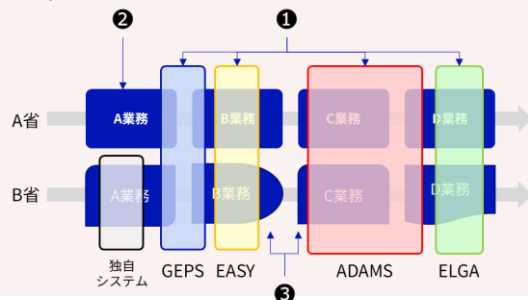 ❷ ❶
A省 A業務 B業務 C業務 D業務
B省 A業務 B業務 C業務 D業務
独自
システム GEPS EASY ADAMS ELGA
❸